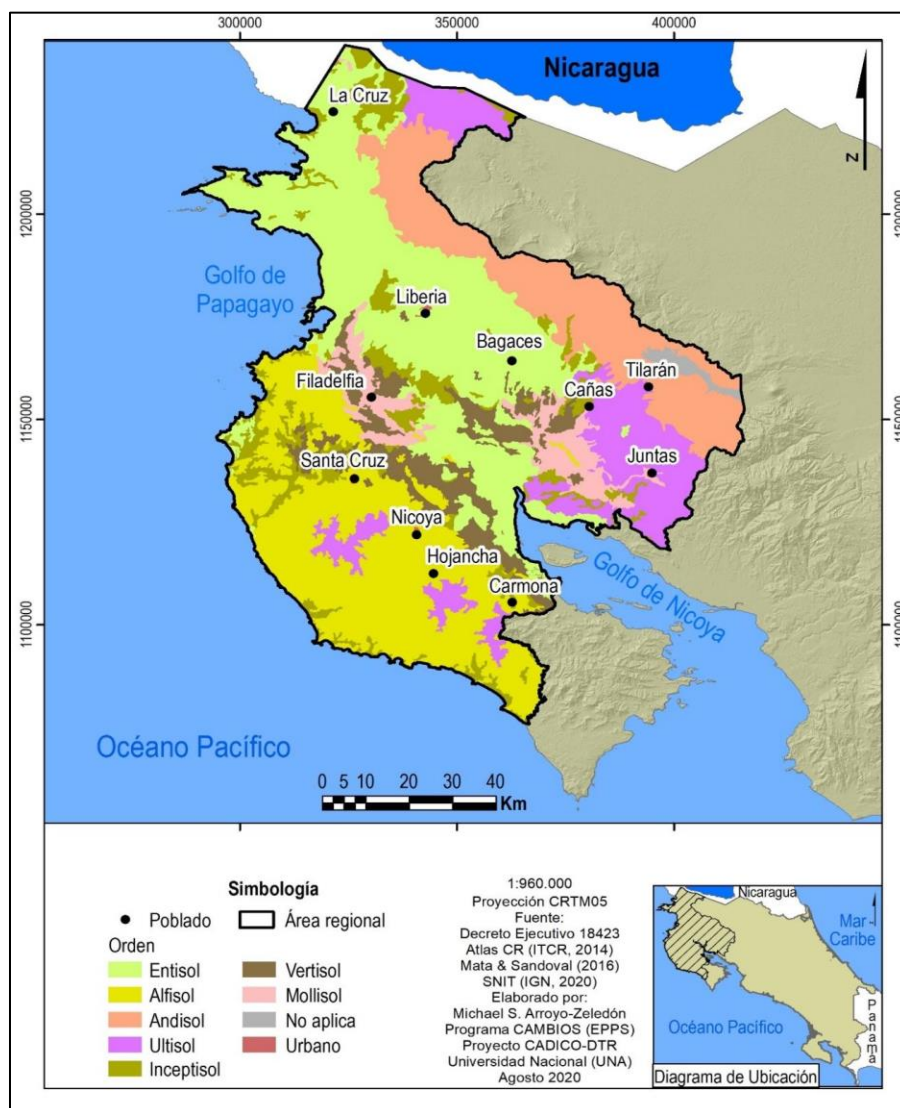 300000
350000
400000
Nicaragua
La Cruz
N
1200000
1200000
Golfo de
Papagayo
Liberia
Bagaces
Tilarán
Filadelfia
Cañas
1150000
1150000
Santa Cruz
Juntas
Nicoya
Hojancha
Carmona
Golfo de Nicoya
1100000
1100000
Océano Pacífico
0 5 10 20 30 40
Km
Simbología
Poblado
Área regional
Orden
Entisol
Alfisol
Andisol
Ultisol
Inceptisol
Vertisol
Mollisol
No aplica
Urbano
1:960.000
Proyección CRTM05
Fuente:
Decreto Ejecutivo 18423
Atlas CR (ITCR, 2014)
Mata & Sandoval (2016)
SNIT (IGN, 2020)
Elaborado por:
Michael S. Arroyo-Zeledón
Programa CAMBIOS (EPPS)
Proyecto CADICO-DTR
Universidad Nacional (UNA)
Agosto 2020
Nicaragua
Mar
Caribe
Océano Pacífico
Panamá
Diagrama de Ubicación